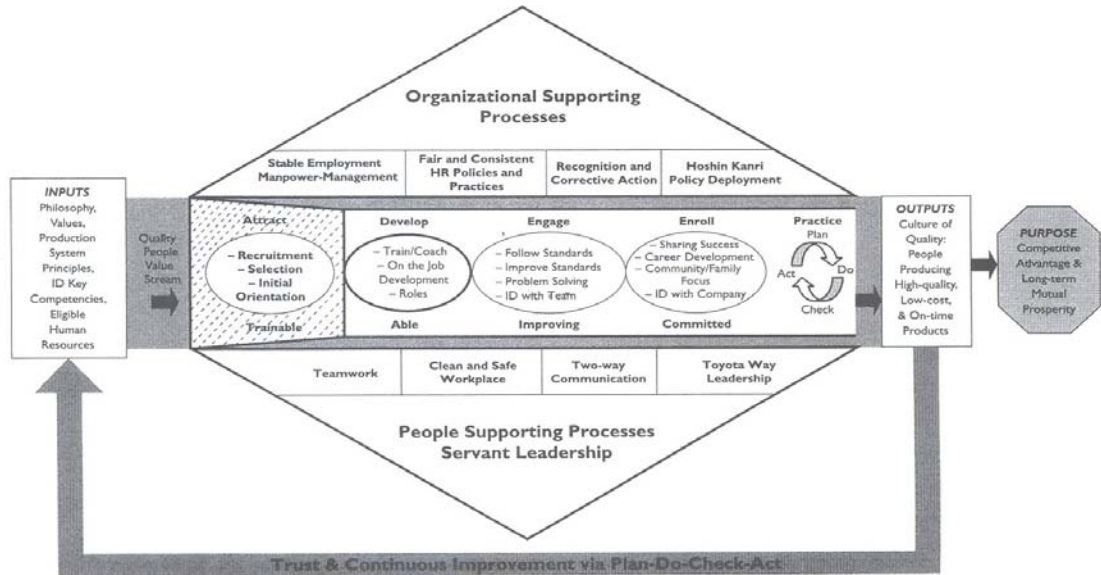 Organizational Supporting
Processes
Stable Employment
Manpower-Management
Fair and Consistent
HR Policies and
Practices
Recognition and
Corrective Action
Hoshin Kanri
Policy Deployment
INPUTS
Philosophy,
Values,
Production
System
Principles,
ID Key
Competencies,
Eligible
Human
Resources
Quality
People
Value
Stream
Attract
– Recruitment
– Selection
– Initial
Orientation
Trainable
Develop
– Train/Coach
– On the Job
Development
– Roles
Able
Engage
– Follow Standards
– Improve Standards
– Problem Solving
– ID with Team
Improving
Enroll
– Sharing Success
– Career Development
– Community/Family
Focus
– ID with Company
Committed
Practice
Plan
Act
Do
Check
OUTPUTS
Culture of
Quality:
People
Producing
High-quality,
Low-cost,
& On-time
Products
PURPOSE
Competitive
Advantage &
Long-term
Mutual
Prosperity
Teamwork
Clean and Safe
Workplace
Two-way
Communication
Toyota Way
Leadership
People Supporting Processes
Servant Leadership
Trust & Continuous Improvement via Plan-Do-Check-Act